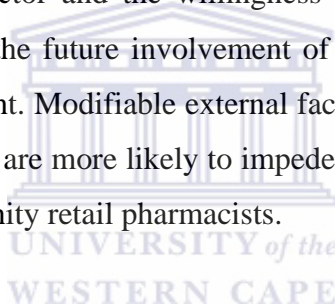 ctor and the willingness
the future involvement of
nt. Modifiable external fac
are more likely to impede
nity retail pharmacists.
UNIVERSITY of the
WESTERN CAPE